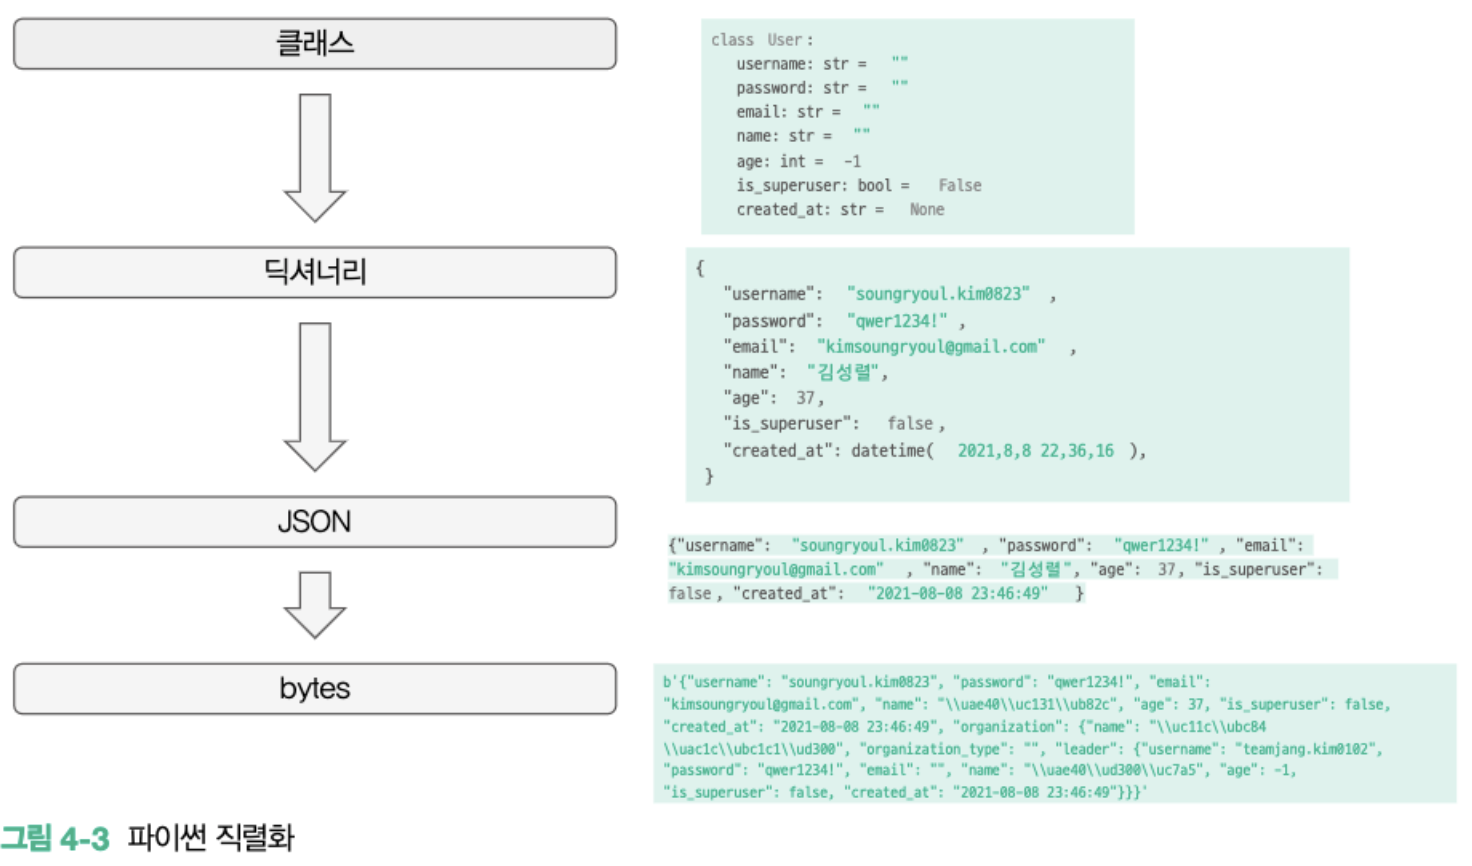 클래스
class User:
username: str = ""
password: str = ""
email: str = ""
name: str = ""
age: int = -1
is_superuser: bool = False
created_at: str = None
딕셔너리
{
"username": "soungryoul.kim0823" ,
"password": "qwer1234!" ,
"email": "kimsoungryoul@gmail.com" ,
"name": "김성렬",
"age": 37,
"is_superuser": false,
"created_at": datetime( 2021,8,8 22,36,16 ),
}
JSON
{"username": "soungryoul.kim0823" , "password": "qwer1234!" , "email":
"kimsoungryoul@gmail.com" , "name": "김성렬", "age": 37, "is_superuser":
false, "created_at": "2021-08-08 23:46:49" }
bytes
b'{"username": "soungryoul.kim0823", "password": "qwer1234!", "email":
"kimsoungryoul@gmail.com", "name": "\\uae40\\uc131\\ub82c", "age": 37, "is_superuser": false,
"created_at": "2021-08-08 23:46:49", "organization": {"name": "\\uc11c\\ubc84
\\uac1c\\ubc1c1\\ud300", "organization_type": "", "leader": {"username": "teamjang.kim0102",
"password": "qwer1234!", "email": "", "name": "\\uae40\\ud300\\uc7a5", "age": -1,
"is_superuser": false, "created_at": "2021-08-08 23:46:49"}}}'
그림 4-3 파이썬 직렬화